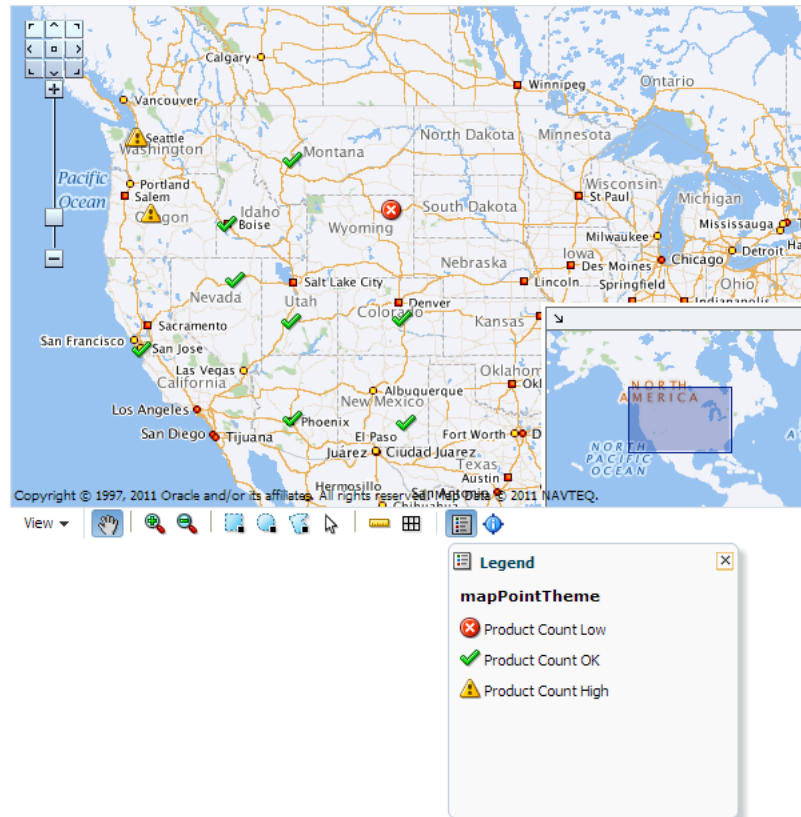 Calgary
Winnipeg
Ontario
Vancouver
Seattle
Washington
Montana
North Dakota
Minnesota
Pacific
Ocean
Portland
Salem
Idaho
Boise
Wyoming
South Dakota
Wisconsin
St Paul
Michigan
Mississauga
Milwaukee
Detroit
Chicago
Iowa
Des Moines
Nebraska
Lincoln
Springfield
Ohio
Indianapolis
Nevada
Salt Lake City
Utah
Denver
Colorado
Kansas
Sacramento
San Francisco
San Jose
Las Vegas
California
Albuquerque
New Mexico
Los Angeles
Phoenix
San Diego
Tijuana
El Paso
Fort Worth
Juárez
Ciudad Juarez
Texas
Austin
Hermosillo
San Antonio
Chihuahua
NORTH
AMERICA
NORTH
PACIFIC
OCEAN
Copyright © 1997, 2011 Oracle and/or its affiliates. All rights reserved. Map Data © 2011 NAVTEQ.
View
Legend
mapPointTheme
Product Count Low
Product Count OK
Product Count High